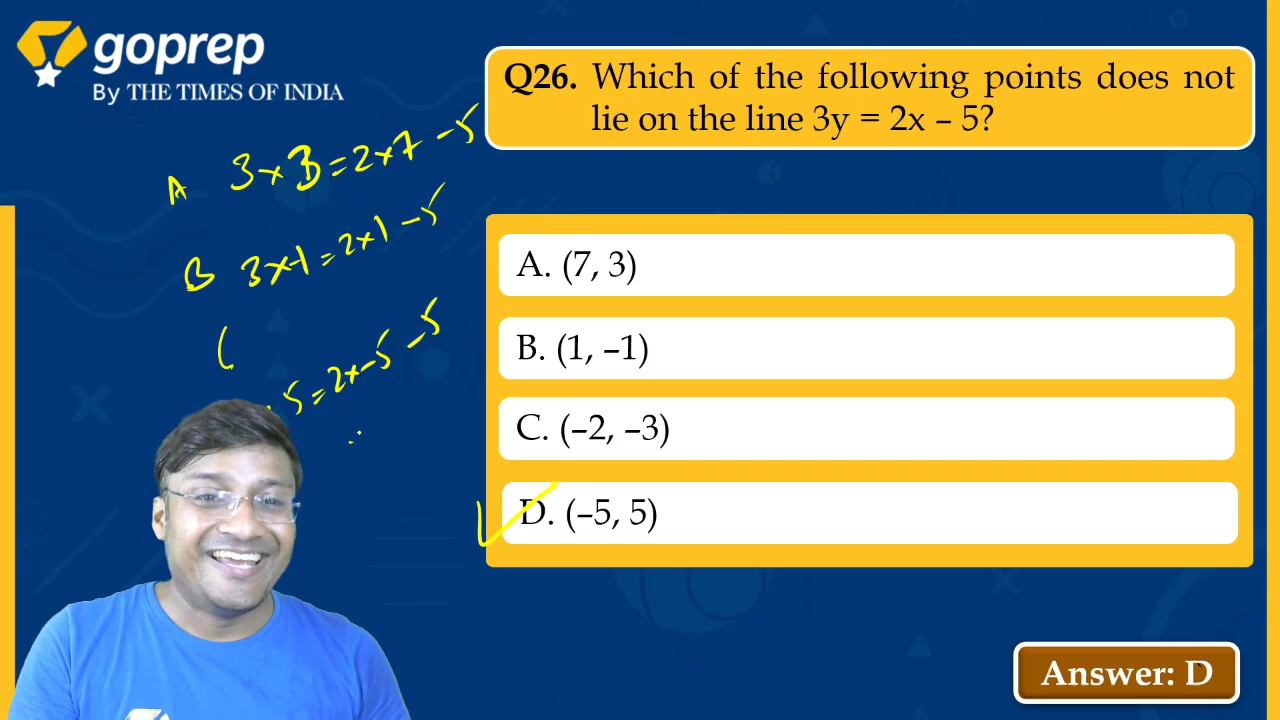 goprep
By THE TIMES OF INDIA
Q26. Which of the following points does not
lie on the line 3y = 2x – 5?
A 3×3=2×7-5
B 3×-1=2×1-5
(
5=2×-5-5
A. (7, 3)
B. (1, –1)
C. (–2, –3)
D. (–5, 5)
Answer: D